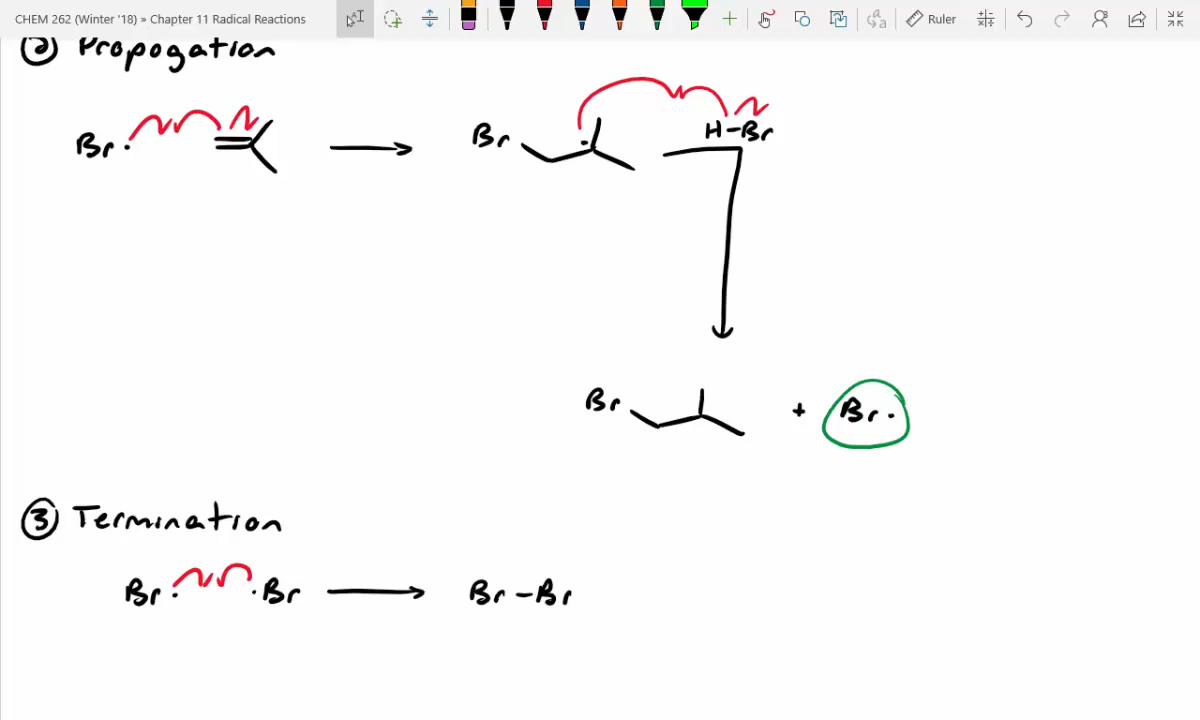 CHEM 262 (Winter '18) » Chapter 11 Radical Reactions
Ruler
② Propogation
Br· Br H-Br
Br + Br·
③ Termination
Br· ·Br Br-Br